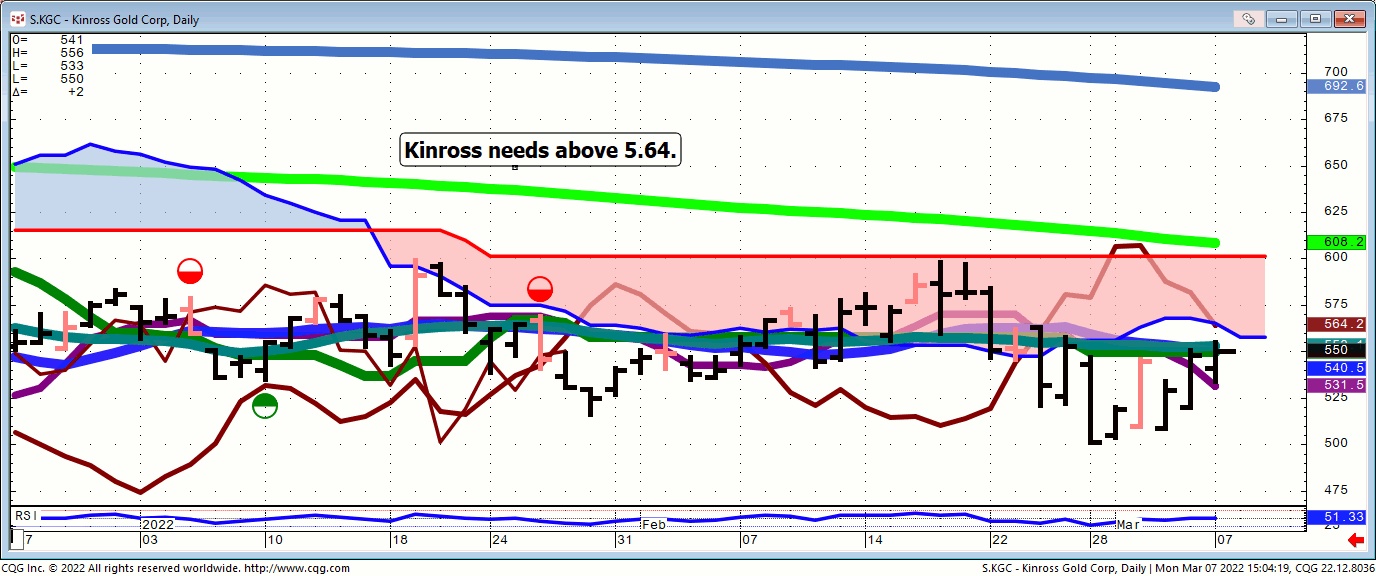 S.KGC - Kinross Gold Corp, Daily
O= 541
H= 556
L= 533
L= 550
Δ= +2
Kinross needs above 5.64.
700
692.6
675
650
625
608.2
600
575
564.2
550
540.5
531.5
525
500
475
RSI
51.33
25
2022 Feb Mar
7 03 10 18 24 31 07 14 22 28 07
CQG Inc. © 2022 All rights reserved worldwide. http://www.cqg.com
S.KGC - Kinross Gold Corp, Daily | Mon Mar 07 2022 15:04:19, CQG 22.12.8036